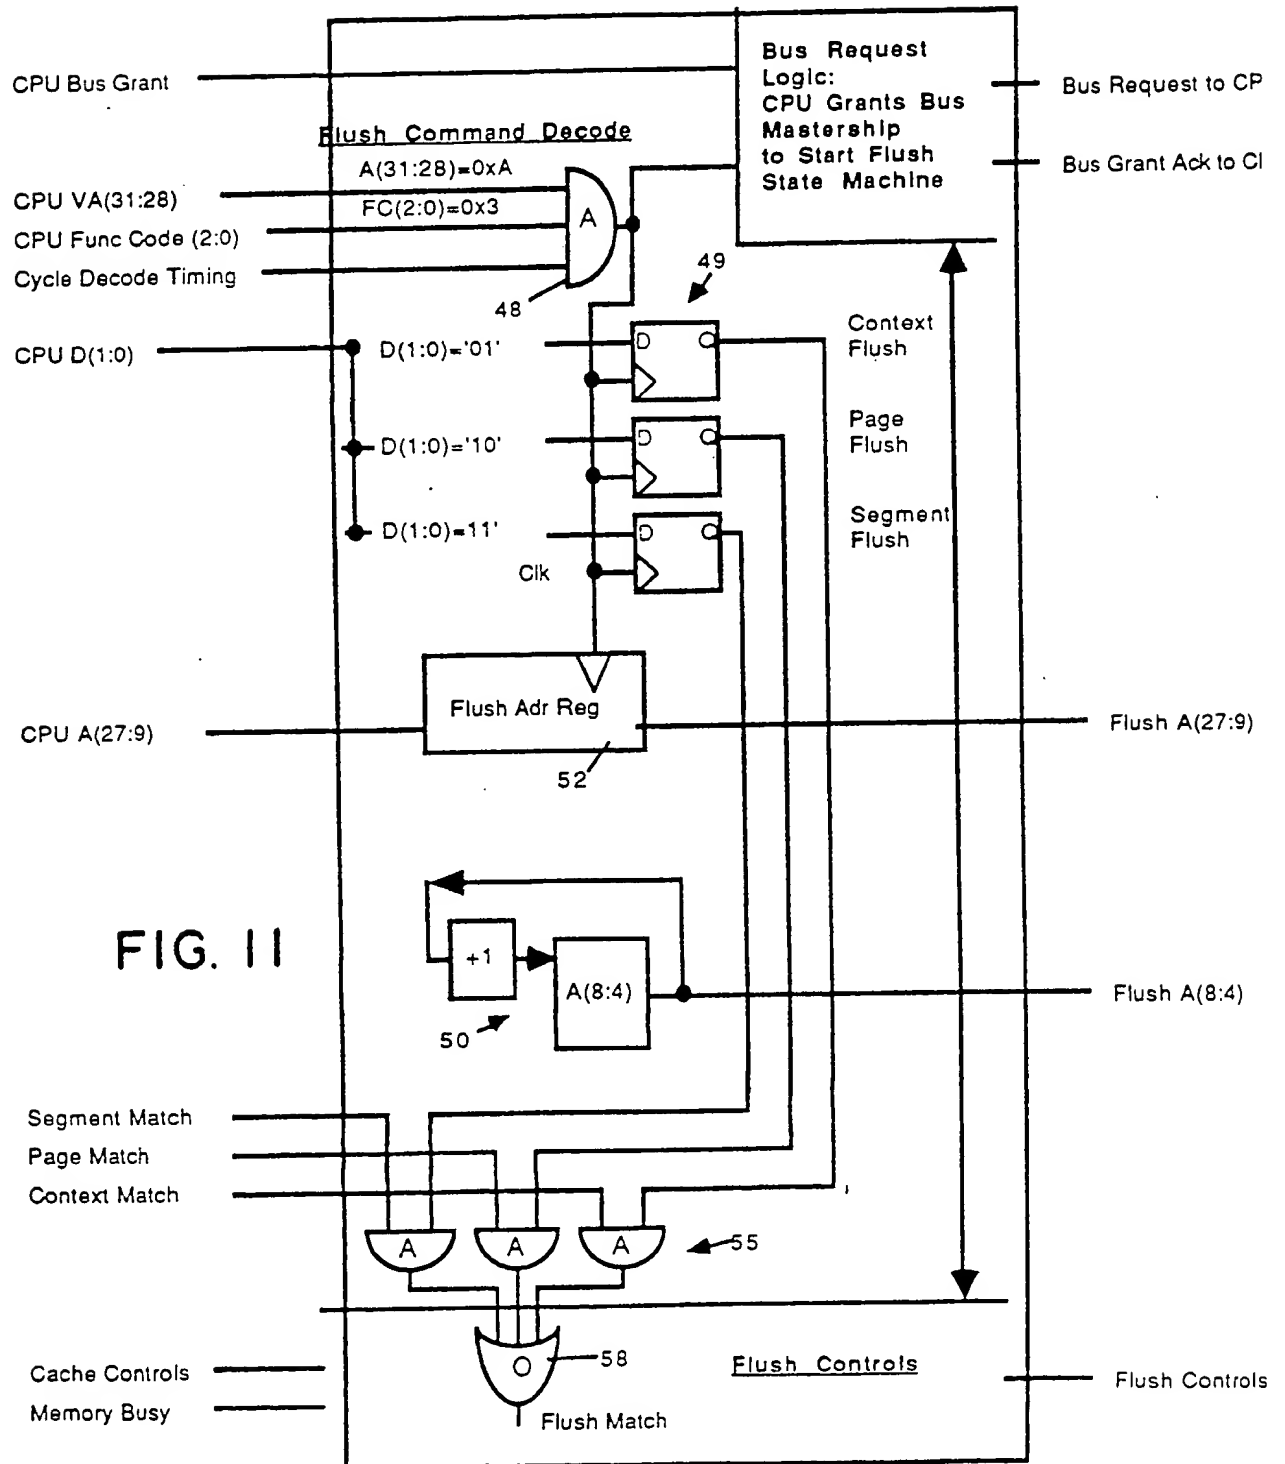 Bus Request
Logic:
CPU Grants Bus
Mastership
to Start Flush
State Machine
CPU Bus Grant
Bus Request to CP
Flush Command Decode
Bus Grant Ack to CI
A(31:28)=0xA
CPU VA(31:28)
FC(2:0)=0x3
A
CPU Func Code (2:0)
Cycle Decode Timing
48
49
CPU D(1:0)
D(1:0)='01'
D
Q
Context
Flush
D(1:0)='10'
D
Q
Page
Flush
D(1:0)=11'
D
Q
Segment
Flush
Clk
CPU A(27:9)
Flush Adr Reg
Flush A(27:9)
52
FIG. 11
+1
A(8:4)
Flush A(8:4)
50
Segment Match
Page Match
Context Match
A
A
A
55
Cache Controls
O
58
Flush Controls
Flush Controls
Memory Busy
Flush Match